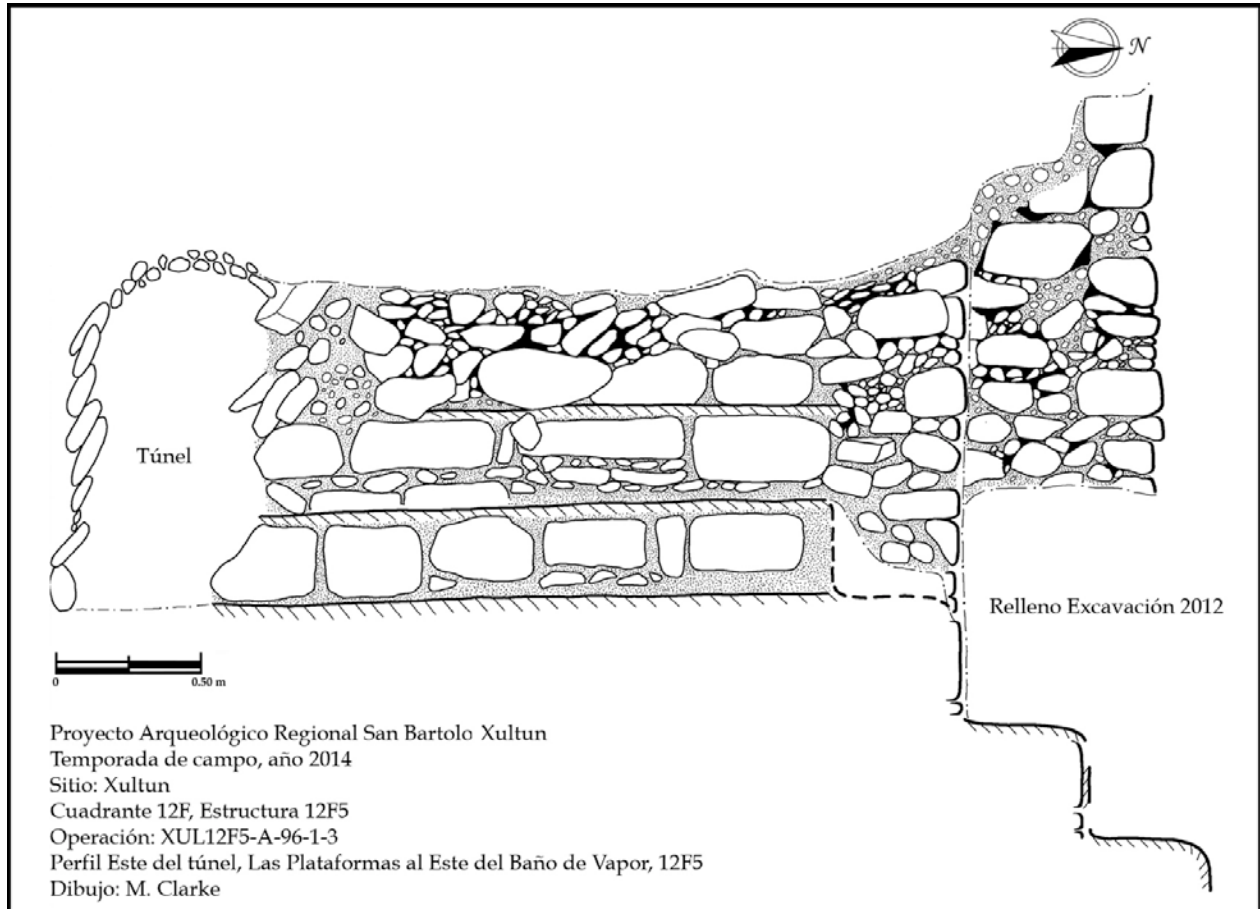 N
Túnel
Relleno Excavación 2012
0 0.50 m
Proyecto Arqueológico Regional San Bartolo Xultun
Temporada de campo, año 2014
Sitio: Xultun
Cuadrante 12F, Estructura 12F5
Operación: XUL12F5-A-96-1-3
Perfil Este del túnel, Las Plataformas al Este del Baño de Vapor, 12F5
Dibujo: M. Clarke